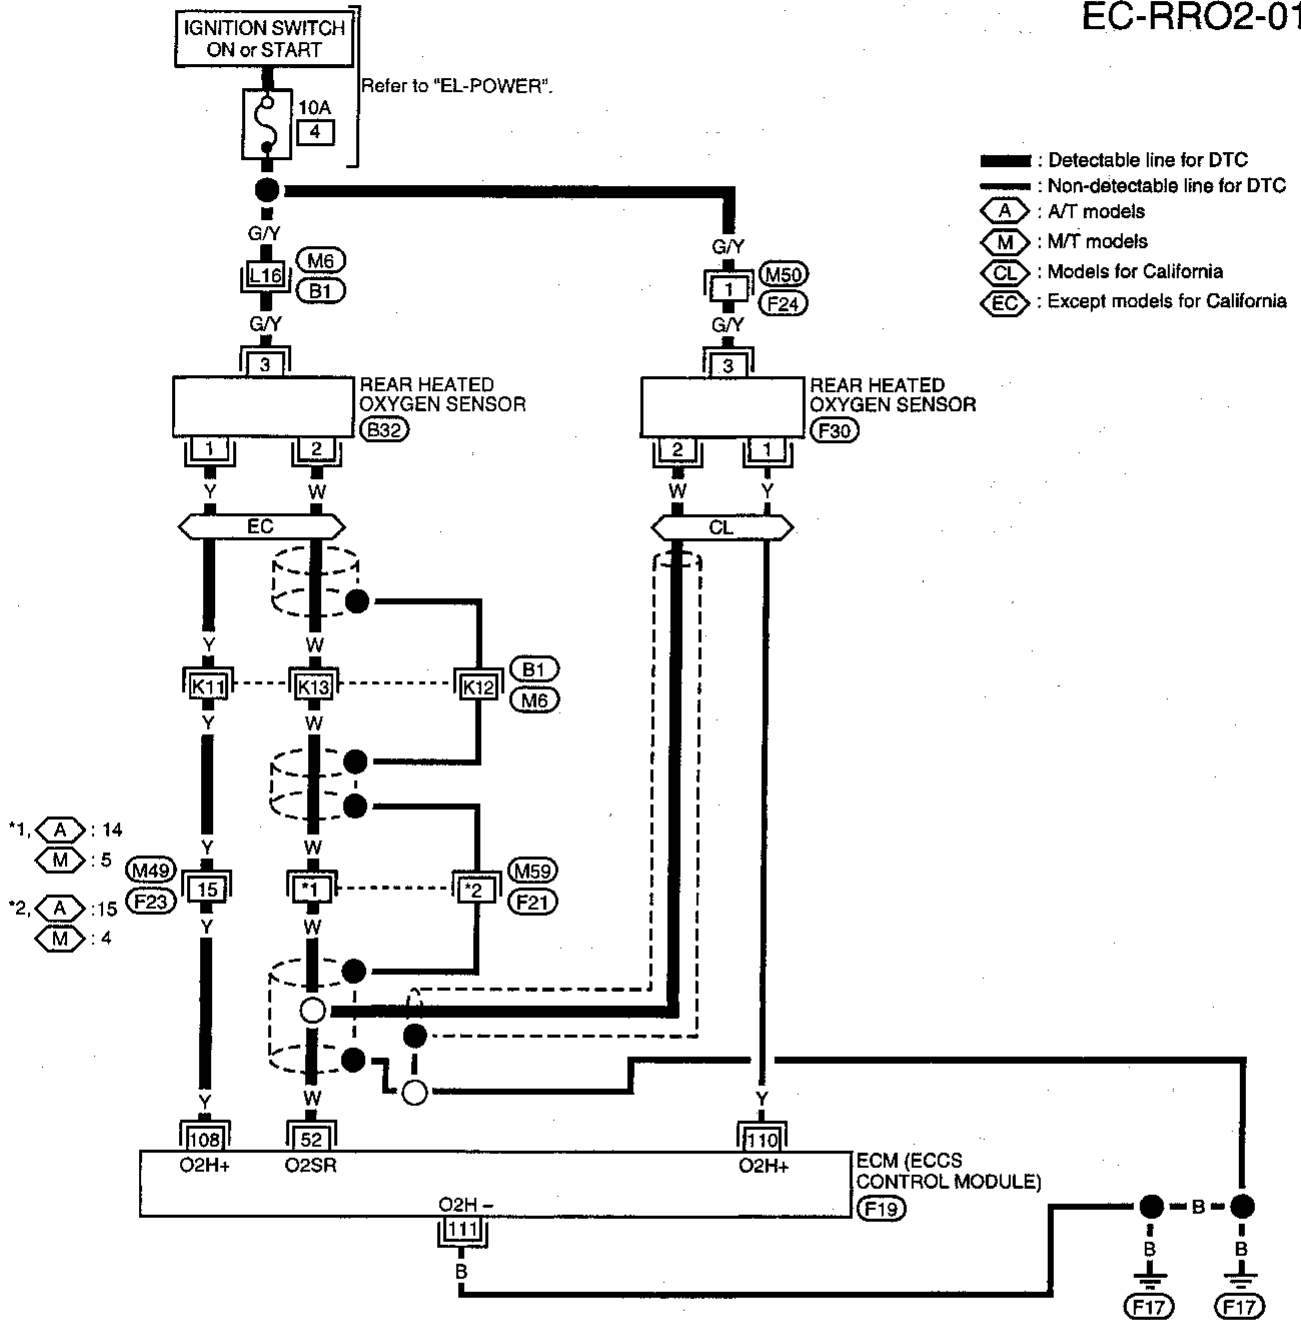 EC-RRO2-01
IGNITION SWITCH
ON or START
Refer to "EL-POWER".
10A
4
: Detectable line for DTC
: Non-detectable line for DTC
A : A/T models
M : M/T models
CL : Models for California
EC : Except models for California
G/Y
G/Y
L16
M6
B1
1
M50
F24
G/Y
G/Y
3
3
REAR HEATED
OXYGEN SENSOR
B32
REAR HEATED
OXYGEN SENSOR
F30
1
2
2
1
Y
W
W
Y
EC
CL
Y
W
K11
K13
K12
B1
M6
Y
W
*1, A : 14
M : 5
*2, A :15
M : 4
Y
W
M49
F23
15
*1
*2
M59
F21
Y
W
Y
W
Y
108
52
110
O2H+
O2SR
O2H+
ECM (ECCS
CONTROL MODULE)
F19
O2H –
111
B
B
B
B
F17
F17